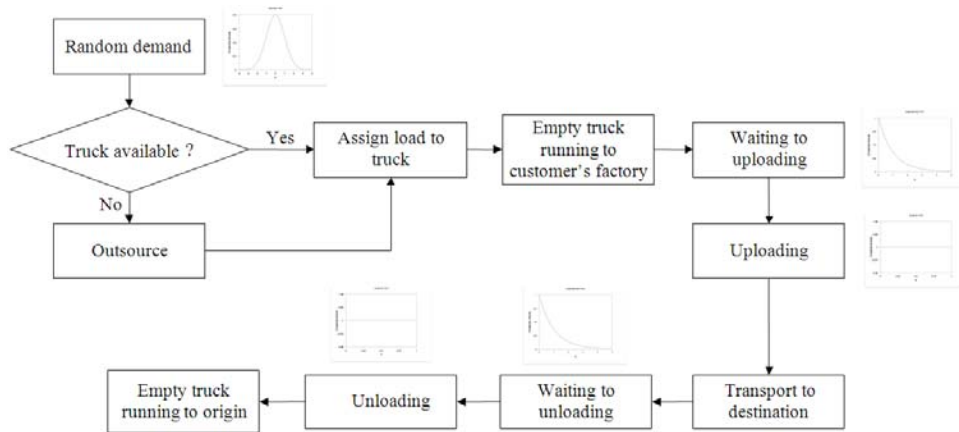 Random demand
Truck available ?
Yes
No
Outsource
Assign load to
truck
Empty truck
running to
customer's factory
Waiting to
uploading
Uploading
Transport to
destination
Waiting to
unloading
Unloading
Empty truck
running to origin